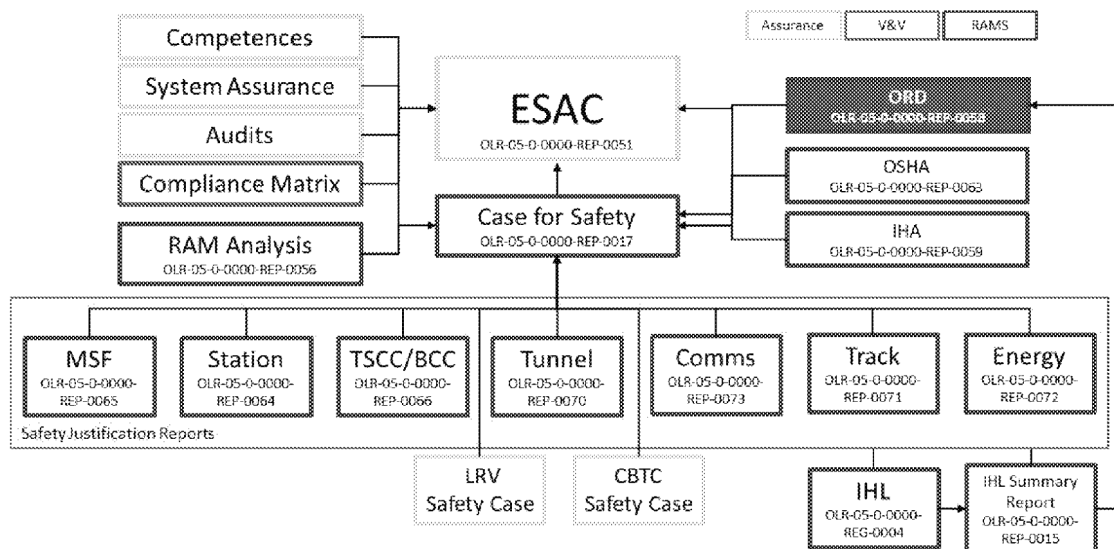 Competences
System Assurance
Audits
Compliance Matrix
RAM Analysis
OLR-05-0-0000-REP-0056
ESAC
OLR-05-0-0000-REP-0051
Case for Safety
OLR-05-0-0000-REP-0017
Assurance
V&V
RAMS
ORD
OSHA
OLR-05-0-0000-REP-0063
IHA
OLR-05-0-0000-REP-0059
MSF
OLR-05-0-0000-
REP-0065
Station
OLR-05-0-0000-
REP-0064
TSCC/BCC
OLR-05-0-0000-
REP-0066
Tunnel
OLR-05-0-0000-
REP-0070
Comms
OLR-05-0-0000-
REP-0073
Track
OLR-05-0-0000-
REP-0071
Energy
OLR-05-0-0000-
REP-0072
Safety Justification Reports
LRV
Safety Case
CBTC
Safety Case
IHL
OLR-05-0-0000-
REG-0004
IHL Summary
Report
OLR-05-0-0000-
REP-0015